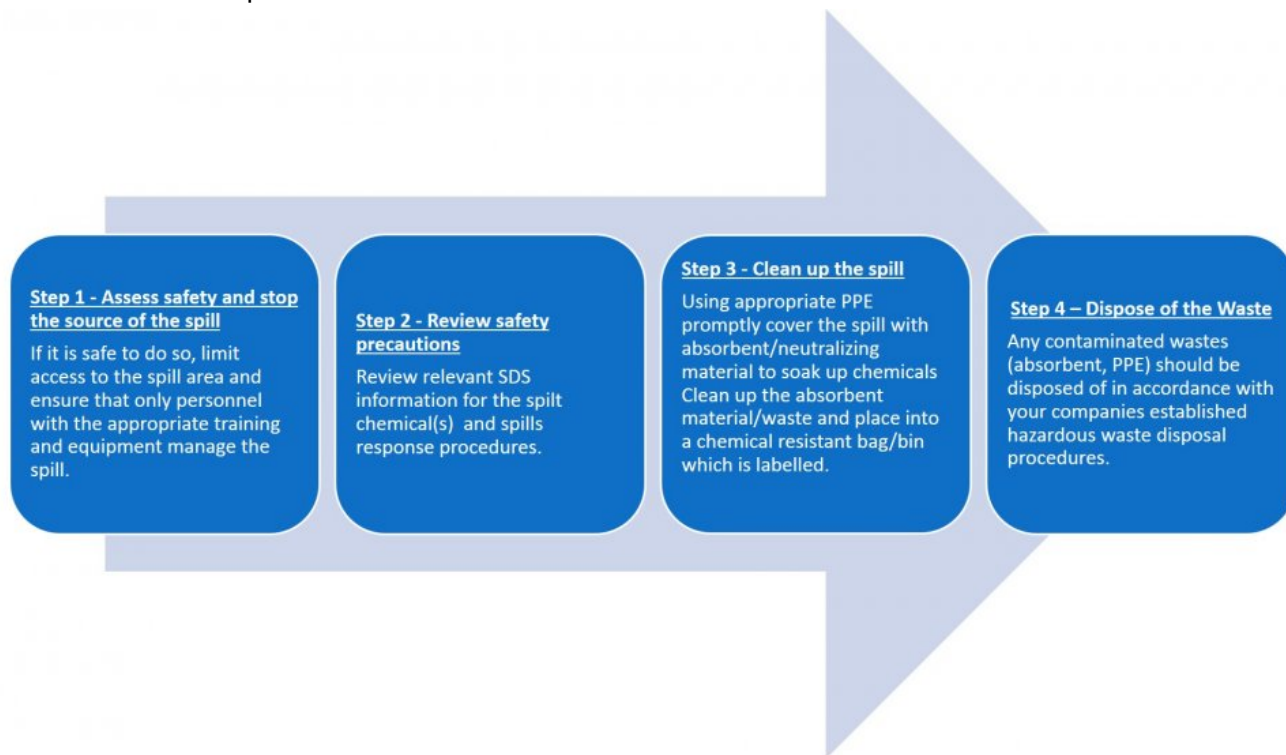 Step 1 - Assess safety and stop
the source of the spill
If it is safe to do so, limit
access to the spill area and
ensure that only personnel
with the appropriate training
and equipment manage the
spill.
Step 2 - Review safety
precautions
Review relevant SDS
information for the spilt
chemical(s)  and spills
response procedures.
Step 3 - Clean up the spill
Using appropriate PPE
promptly cover the spill with
absorbent/neutralizing
material to soak up chemicals
Clean up the absorbent
material/waste and place into
a chemical resistant bag/bin
which is labelled.
Step 4 – Dispose of the Waste
Any contaminated wastes
(absorbent, PPE) should be
disposed of in accordance with
your companies established
hazardous waste disposal
procedures.